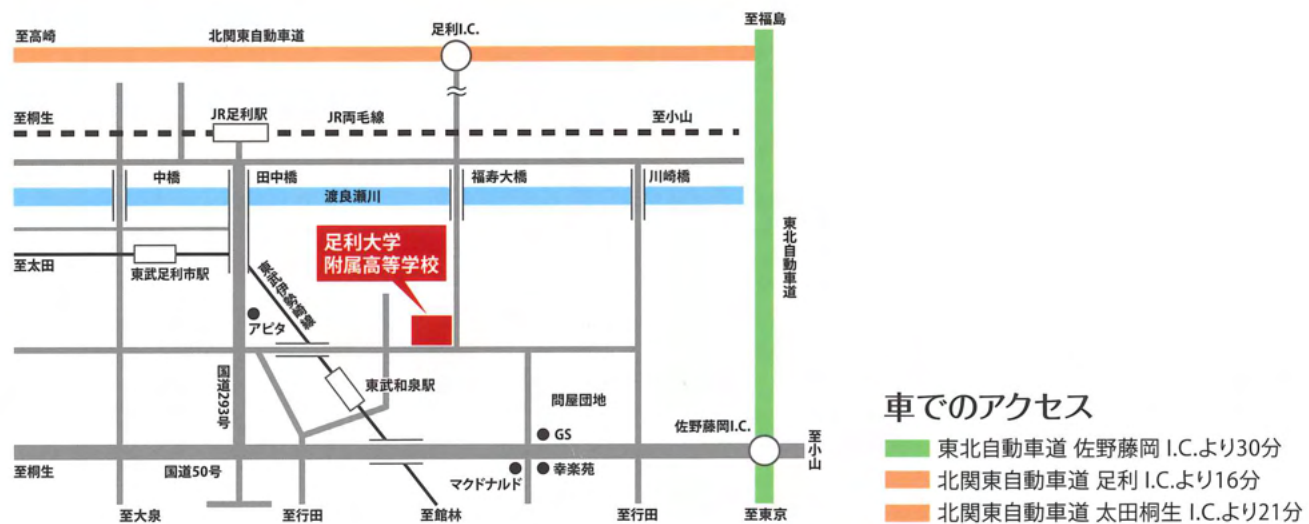 至福島
足利I.C.
至高崎
北関東自動車道
JR足利駅
JR両毛線
至桐生
至小山
中橋
田中橋
福寿大橋
川崎橋
渡良瀬川
東北自動車道
足利大学
附属高等学校
至太田
東武足利市駅
東武伊勢崎線
アピタ
国道293号
東武和泉駅
問屋団地
GS
佐野藤岡I.C.
至小山
至桐生
国道50号
マクドナルド
幸楽苑
至大泉
至行田
至館林
至行田
至東京
車でのアクセス
東北自動車道 佐野藤岡 I.C.より30分
北関東自動車道 足利 I.C.より16分
北関東自動車道 太田桐生 I.C.より21分